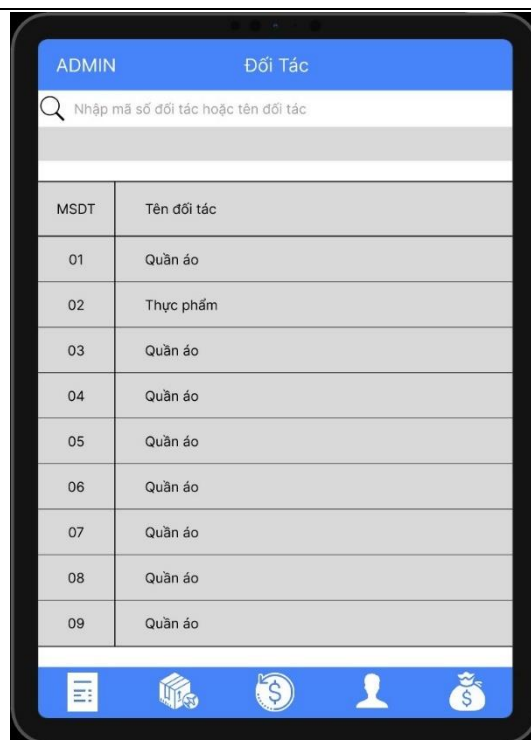 ADMIN Đối Tác
Nhập mã số đối tác hoặc tên đối tác
MSDT Tên đối tác
01 Quần áo
02 Thực phẩm
03 Quần áo
04 Quần áo
05 Quần áo
06 Quần áo
07 Quần áo
08 Quần áo
09 Quần áo